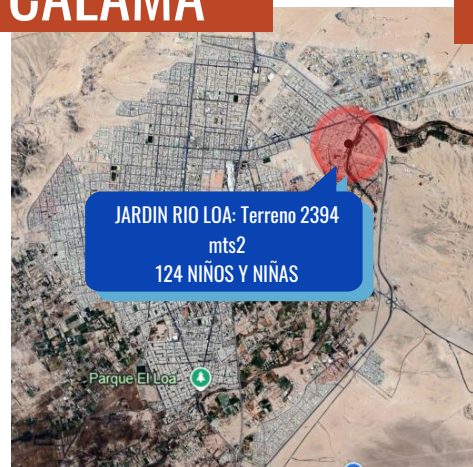 CALAMA
JARDIN RIO LOA: Terreno 2394
mts2
124 NIÑOS Y NIÑAS
Parque El Loa